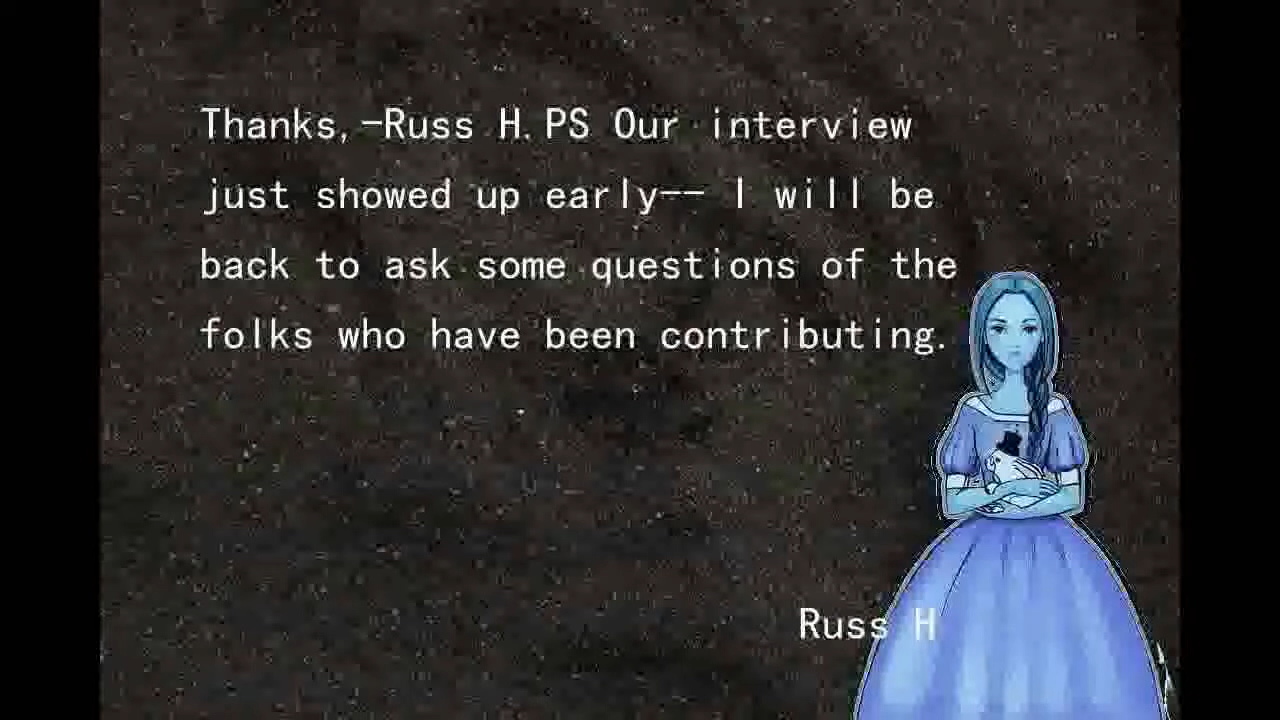 Thanks,-Russ H.PS Our interview
just showed up early-- I will be
back to ask some questions of the
folks who have been contributing.
Russ H